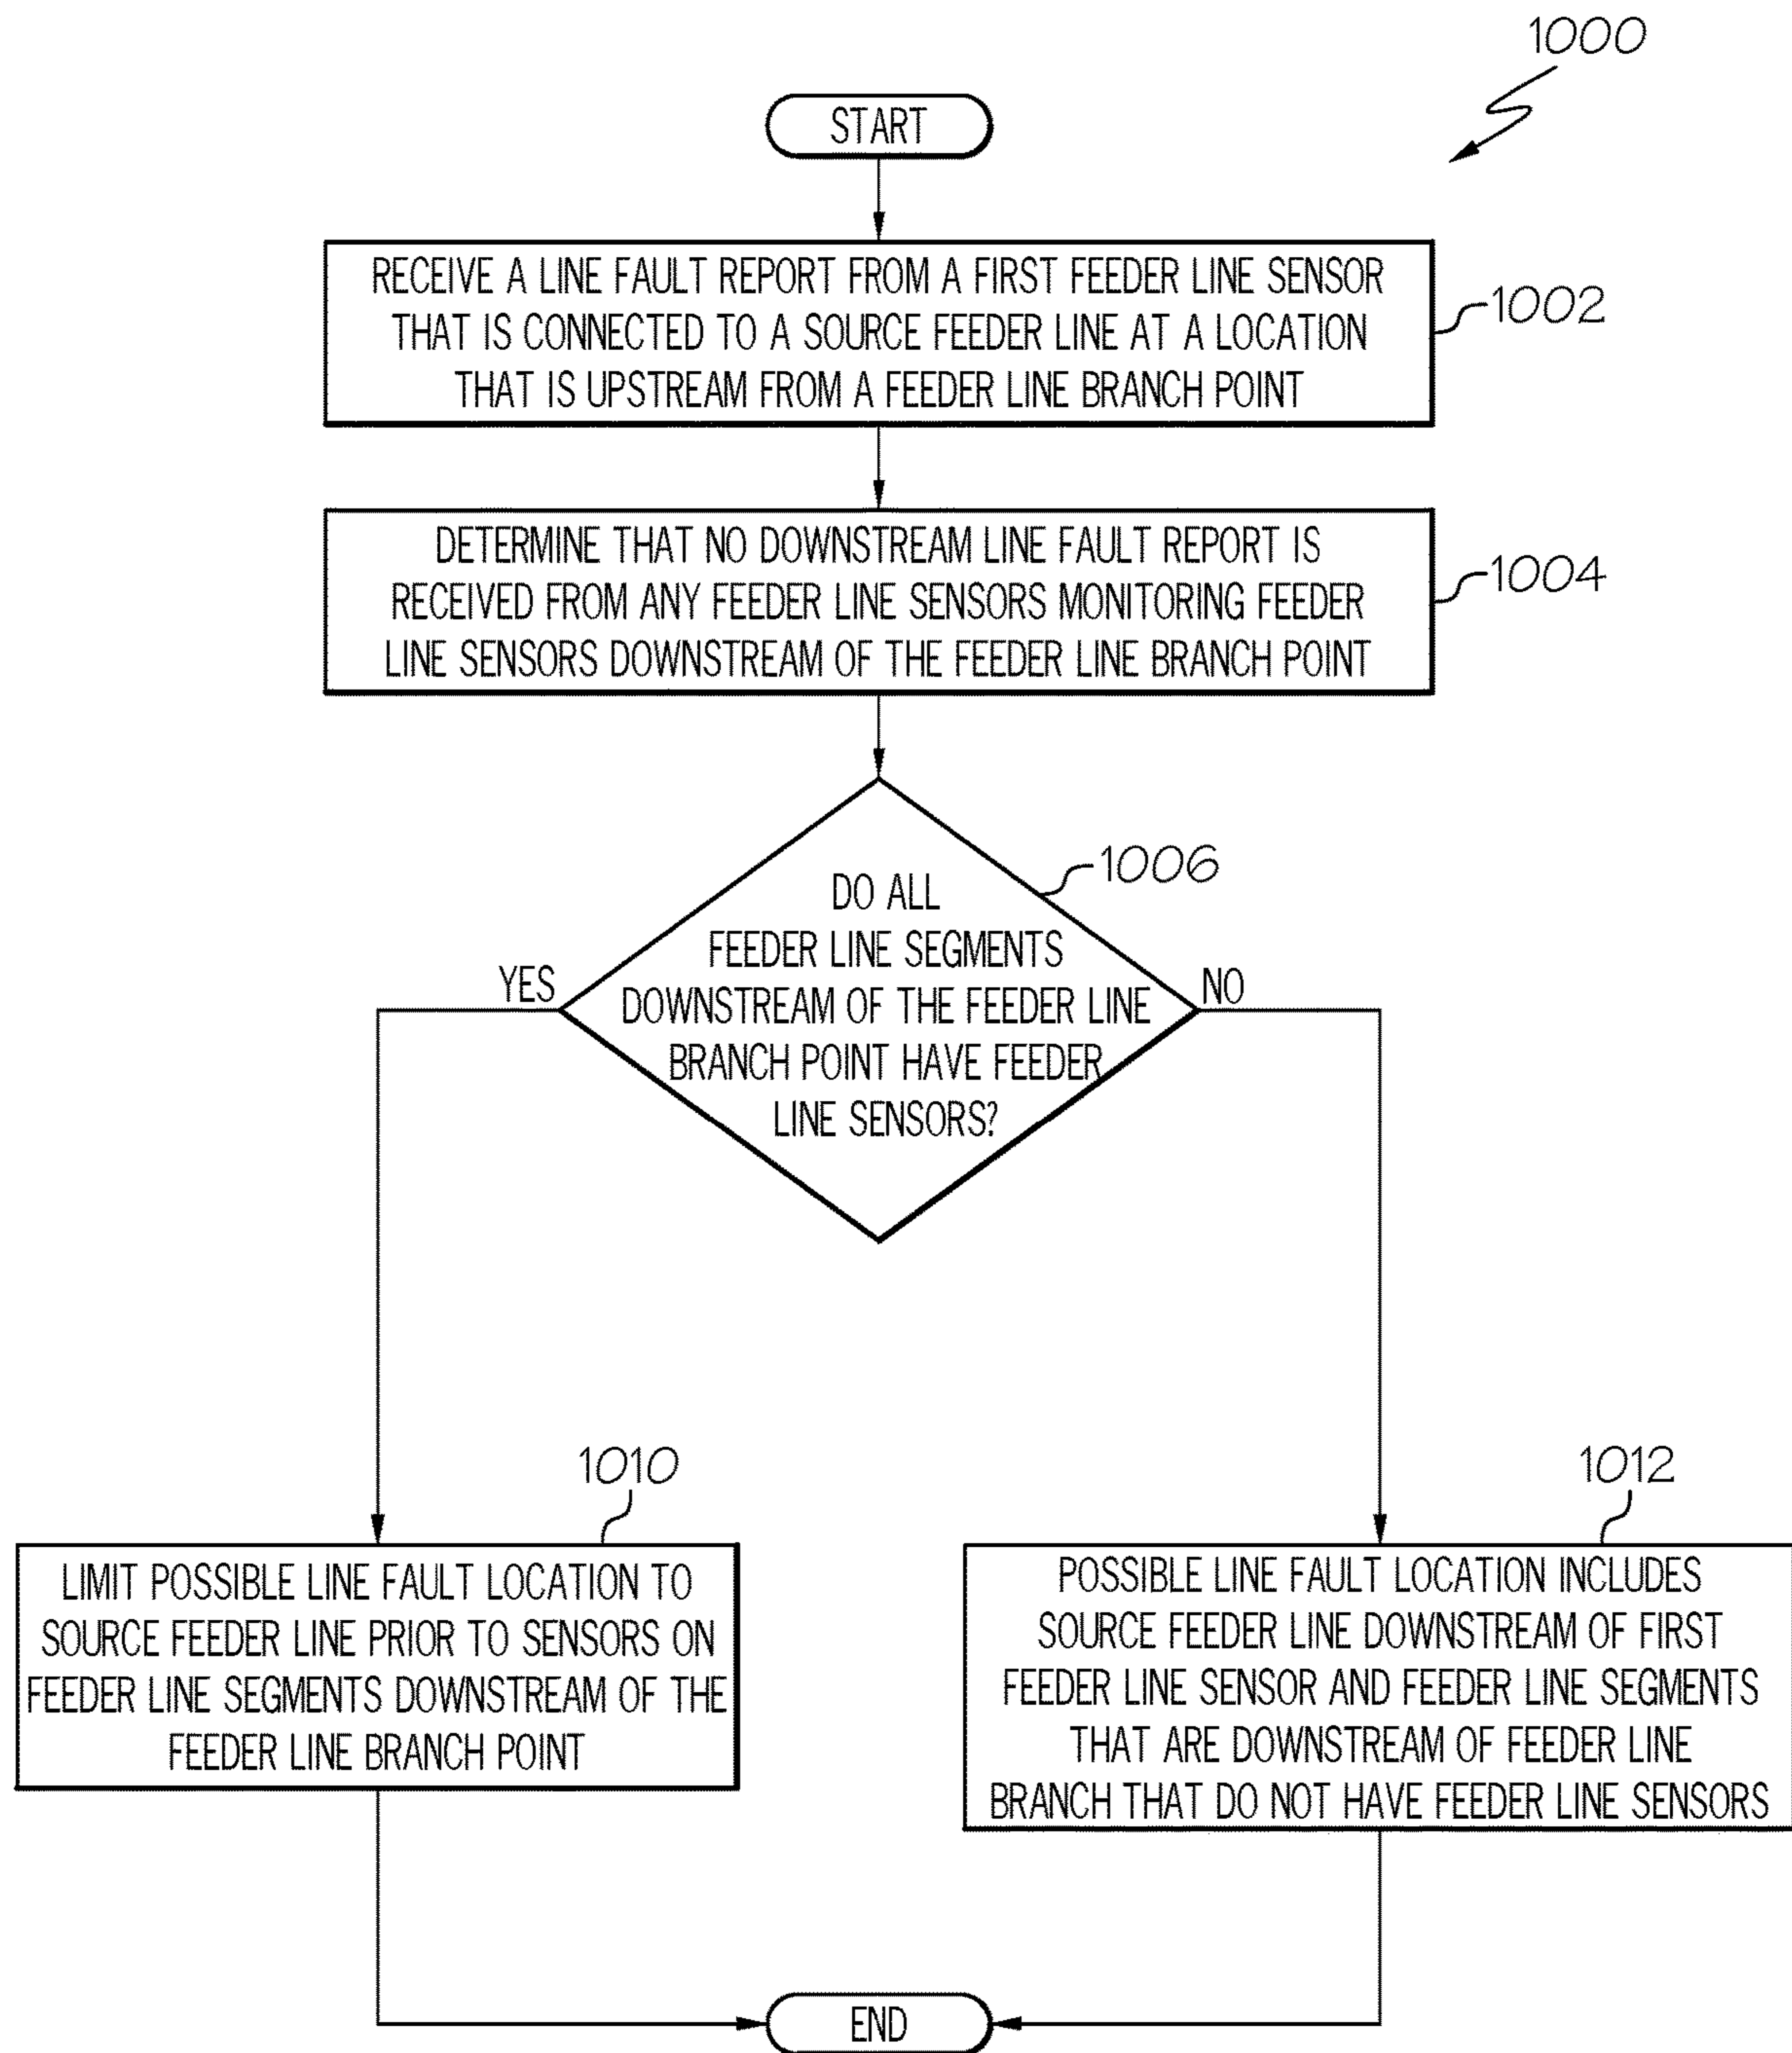 1000
START
RECEIVE A LINE FAULT REPORT FROM A FIRST FEEDER LINE SENSOR
THAT IS CONNECTED TO A SOURCE FEEDER LINE AT A LOCATION
THAT IS UPSTREAM FROM A FEEDER LINE BRANCH POINT
1002
DETERMINE THAT NO DOWNSTREAM LINE FAULT REPORT IS
RECEIVED FROM ANY FEEDER LINE SENSORS MONITORING FEEDER
LINE SENSORS DOWNSTREAM OF THE FEEDER LINE BRANCH POINT
1004
1006
DO ALL
FEEDER LINE SEGMENTS
DOWNSTREAM OF THE FEEDER LINE
BRANCH POINT HAVE FEEDER
LINE SENSORS?
YES
NO
1010
LIMIT POSSIBLE LINE FAULT LOCATION TO
SOURCE FEEDER LINE PRIOR TO SENSORS ON
FEEDER LINE SEGMENTS DOWNSTREAM OF THE
FEEDER LINE BRANCH POINT
1012
POSSIBLE LINE FAULT LOCATION INCLUDES
SOURCE FEEDER LINE DOWNSTREAM OF FIRST
FEEDER LINE SENSOR AND FEEDER LINE SEGMENTS
THAT ARE DOWNSTREAM OF FEEDER LINE
BRANCH THAT DO NOT HAVE FEEDER LINE SENSORS
END